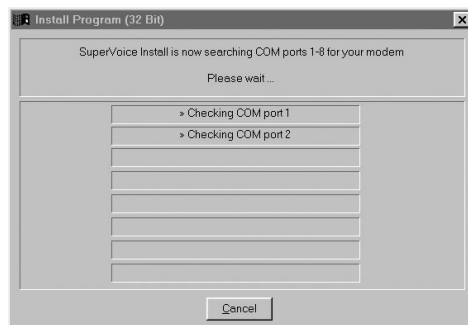 Install Program (32 Bit)
SuperVoice Install is now searching COM ports 1-8 for your modem
Please wait ...
» Checking COM port 1
» Checking COM port 2
Cancel